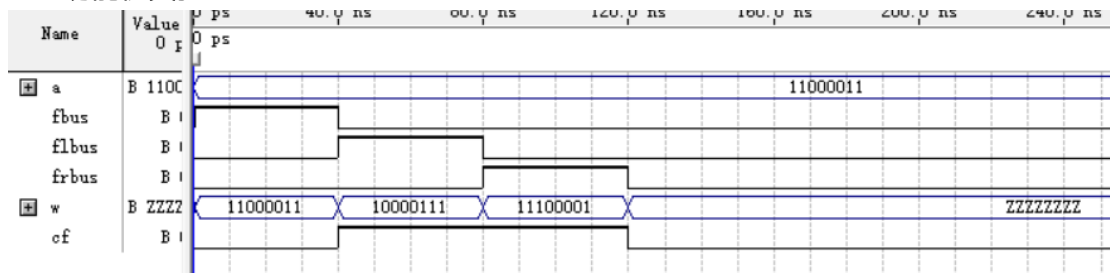 0 ps 40.0 ns 80.0 ns 120.0 ns 160.0 ns 200.0 ns 240.0 ns
Name Value
0 p 0 ps
a B 1100 11000011
fbus B
flbus B
frbus B
w B ZZZZ 11000011 10000111 11100001 ZZZZZZZZ
cf B